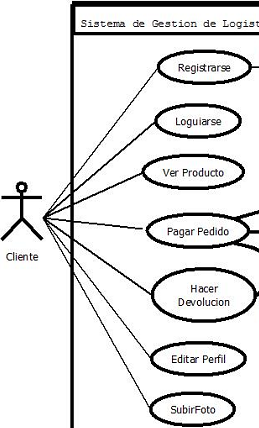 Sistema de Gestion de Logist
Registrarse
Loguiarse
Ver Producto
Pagar Pedido
Cliente
Hacer
Devolucion
Editar Perfil
SubirFoto